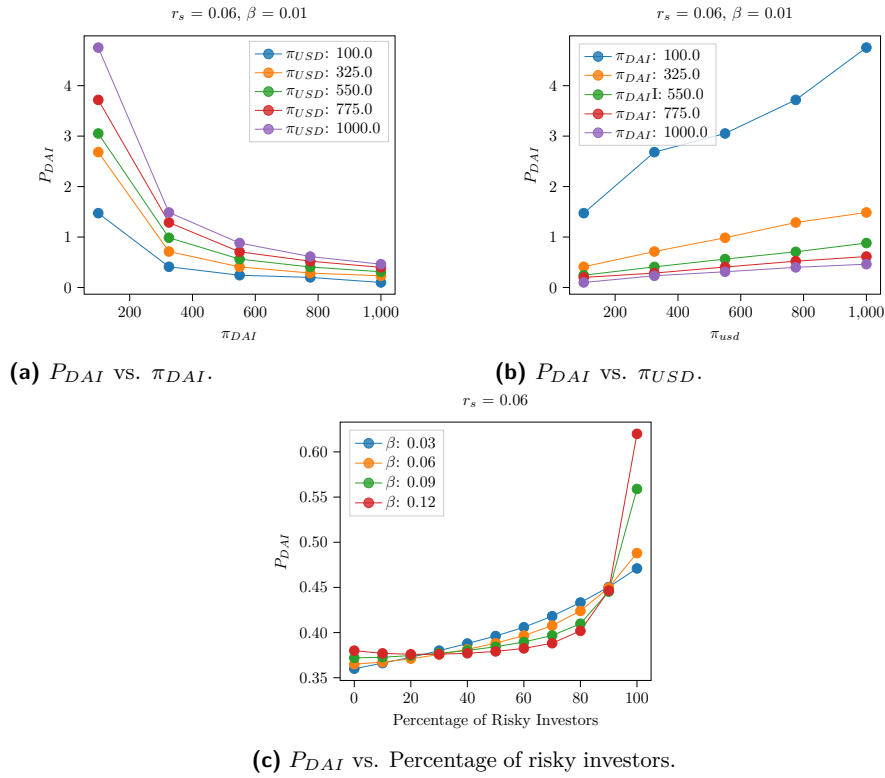 r_s = 0.06, β = 0.01
π_USD: 100.0
π_USD: 325.0
π_USD: 550.0
π_USD: 775.0
π_USD: 1000.0
P_DAI
4
3
2
1
0
200 400 600 800 1,000
π_DAI
(a) P_DAI vs. π_DAI.
r_s = 0.06, β = 0.01
π_DAI: 100.0
π_DAI: 325.0
π_DAII: 550.0
π_DAI: 775.0
π_DAI: 1000.0
P_DAI
4
3
2
1
0
200 400 600 800 1,000
π_usd
(b) P_DAI vs. π_USD.
r_s = 0.06
β: 0.03
β: 0.06
β: 0.09
β: 0.12
P_DAI
0.60
0.55
0.50
0.45
0.40
0.35
0 20 40 60 80 100
Percentage of Risky Investors
(c) P_DAI vs. Percentage of risky investors.